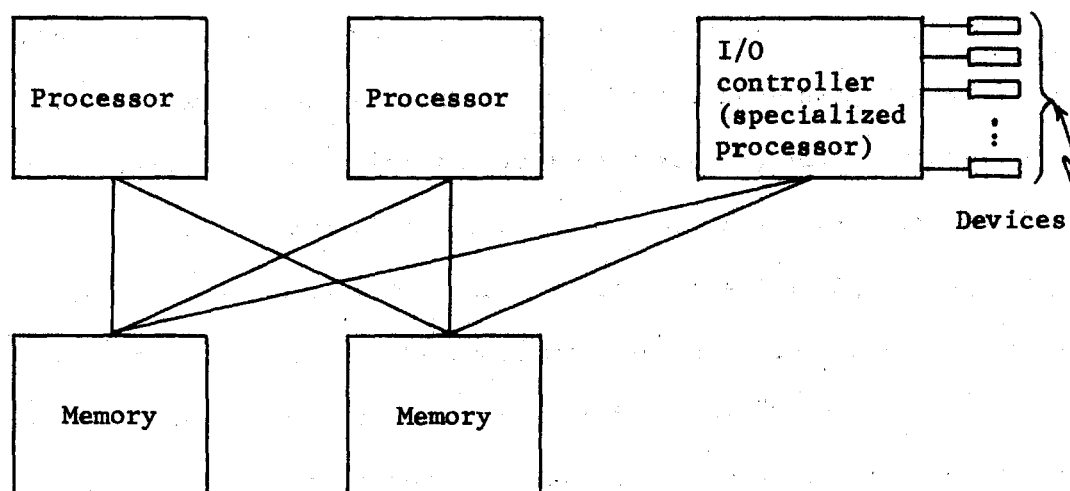 Processor
Processor
I/O
controller
(specialized
processor)
Devices
Memory
Memory